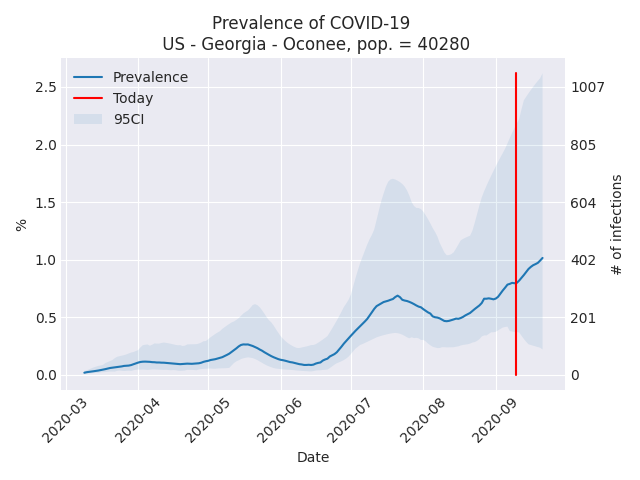 Prevalence of COVID-19
US - Georgia - Oconee, pop. = 40280
Prevalence
Today
95CI
2.5
2.0
1.5
1.0
0.5
0.0
%
1007
805
604
402
201
0
# of infections
2020-03
2020-04
2020-05
2020-06
2020-07
2020-08
2020-09
Date